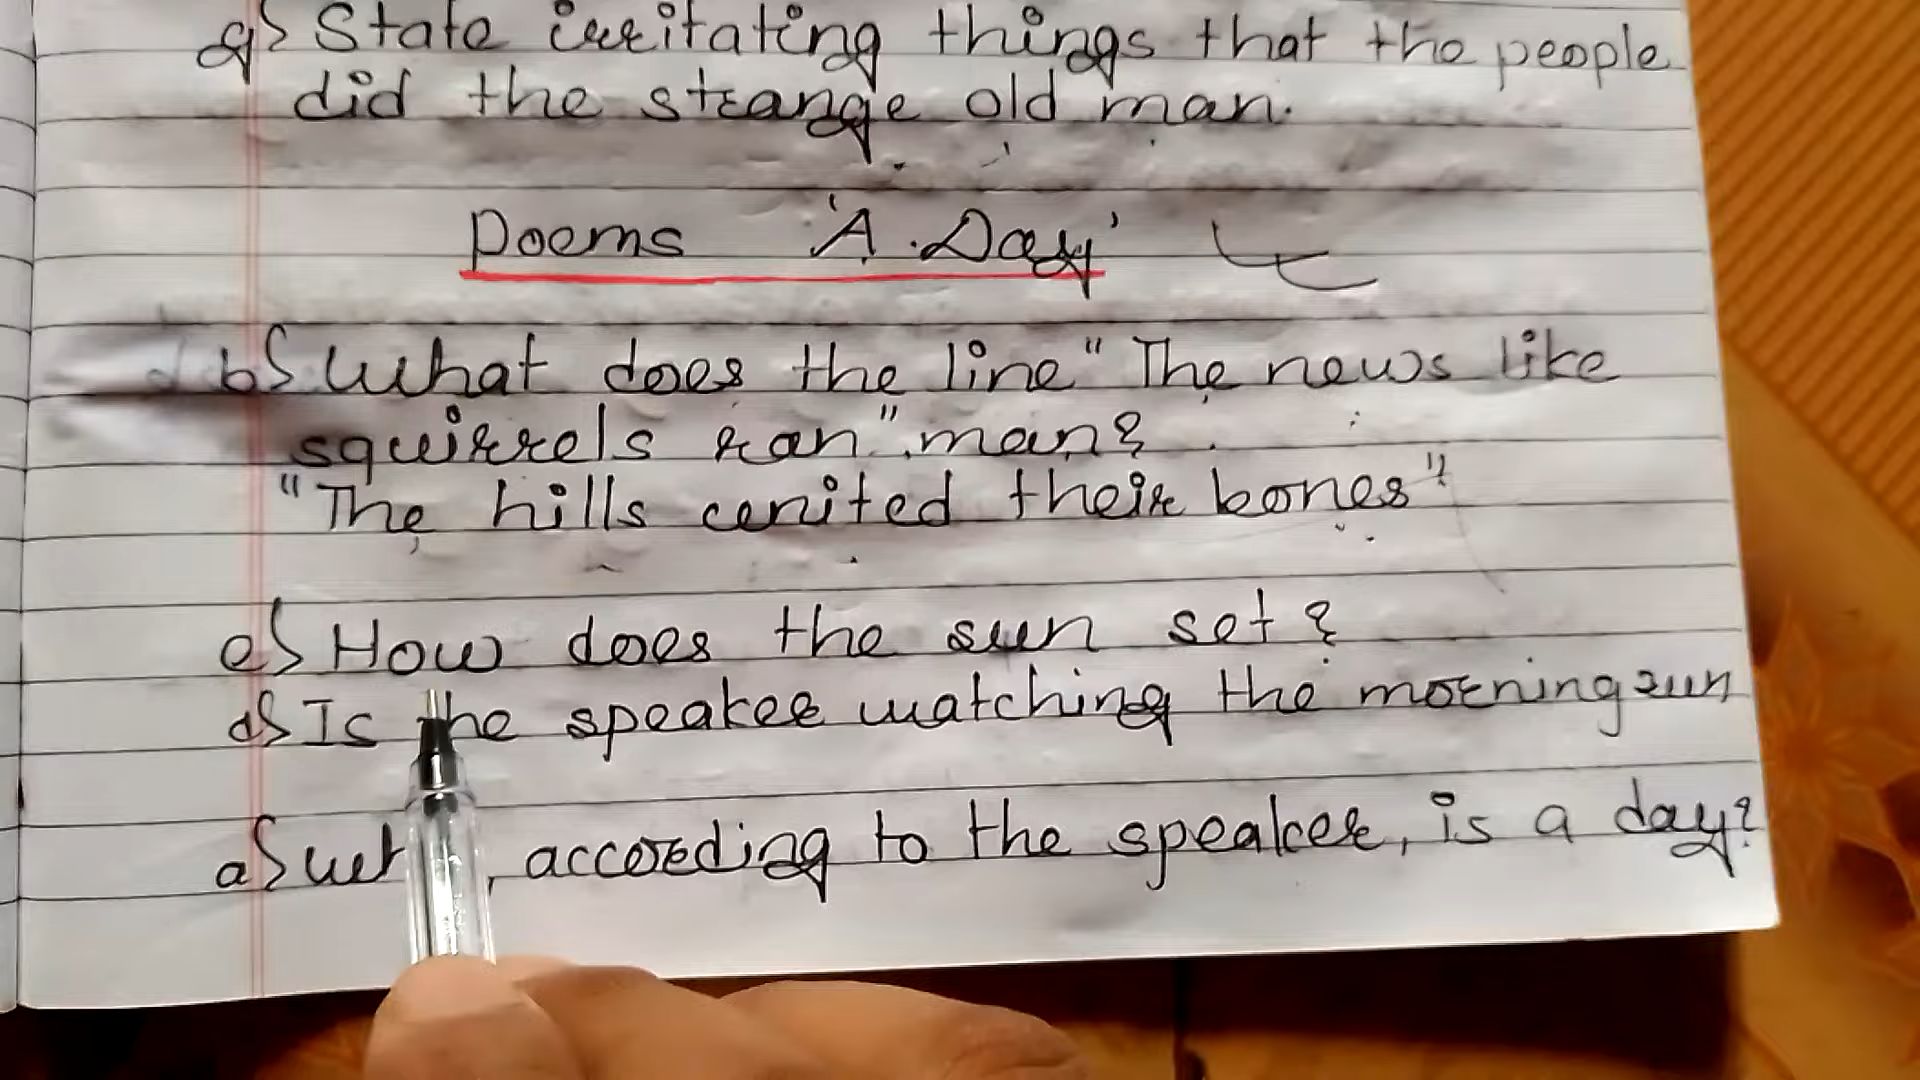 g) State irritating things that the people
did the strange old man.
Poems 'A Day'
b) What does the line "The news like
squirrels ran" mean?
"The hills united their bones"
e) How does the sun set?
d) Is the speaker watching the morning sun
a) , according to the speaker, is a day?